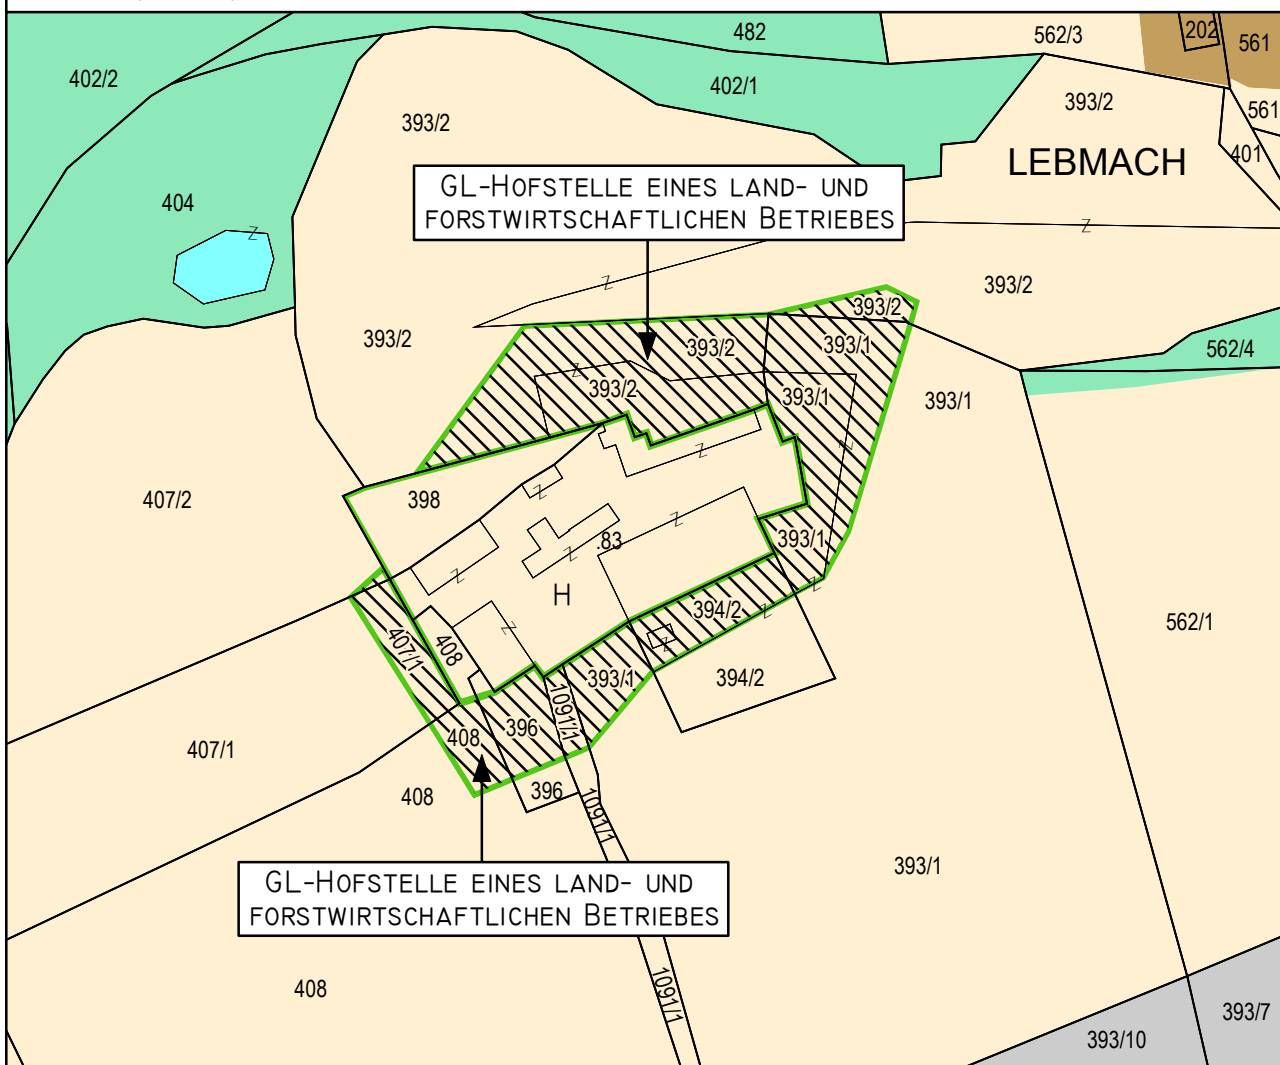 482
562/3
202
561
402/2
402/1
393/2
393/2
561
401
LEBMACH
404
Z
GL-HOFSTELLE EINES LAND- UND
FORSTWIRTSCHAFTLICHEN BETRIEBES
Z
Z
393/2
393/2
393/2
393/2
393/1
562/4
Z
393/2
393/1
393/1
Z
Z
407/2
398
Z
Z
.83
Z
393/1
Z
H
Z
394/2
Z
562/1
Z
407/1
408
Z
393/1
394/2
1091/1
396
408
407/1
408
396
1091/1
393/1
GL-HOFSTELLE EINES LAND- UND
FORSTWIRTSCHAFTLICHEN BETRIEBES
408
1091/1
393/7
393/10